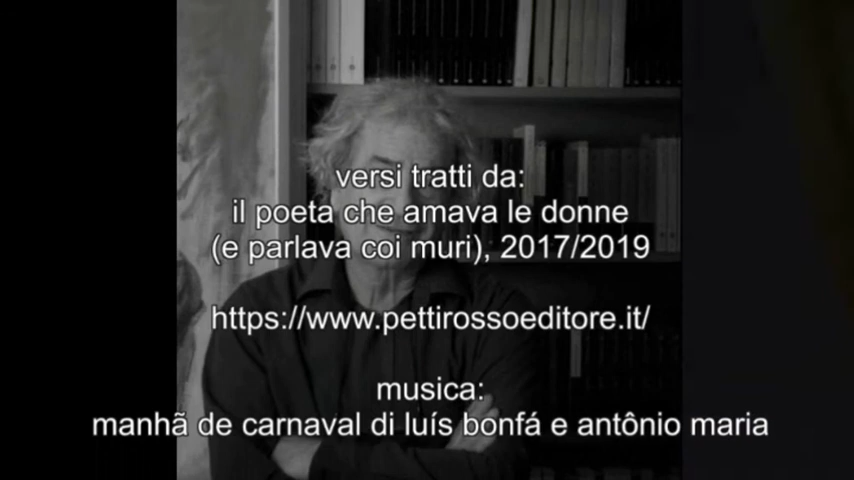 versi tratti da:
il poeta che amava le donne
(e parlava coi muri), 2017/2019
https://www.pettirossoeditore.it/
musica:
manhã de carnaval di luís bonfá e antônio maria